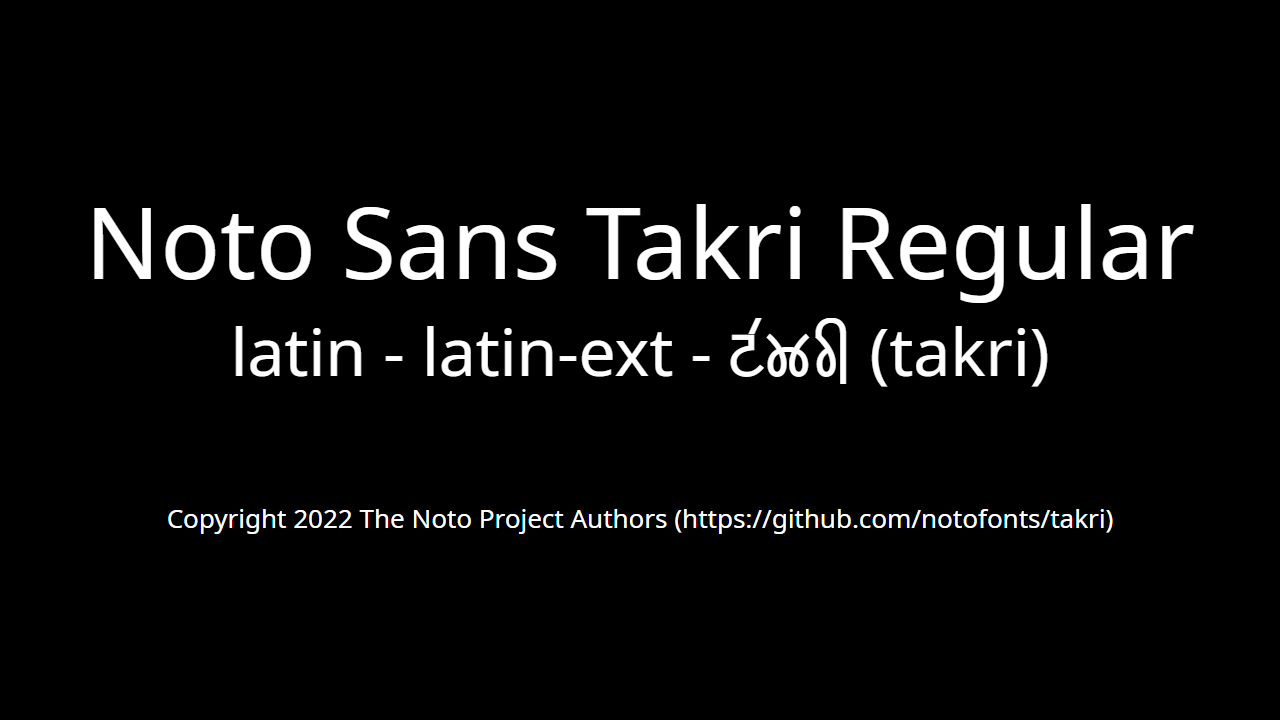 Noto Sans Takri Regular
latin - latin-ext - 𑚔𑚭𑚊𑚤𑚯 (takri)
Copyright 2022 The Noto Project Authors (https://github.com/notofonts/takri)